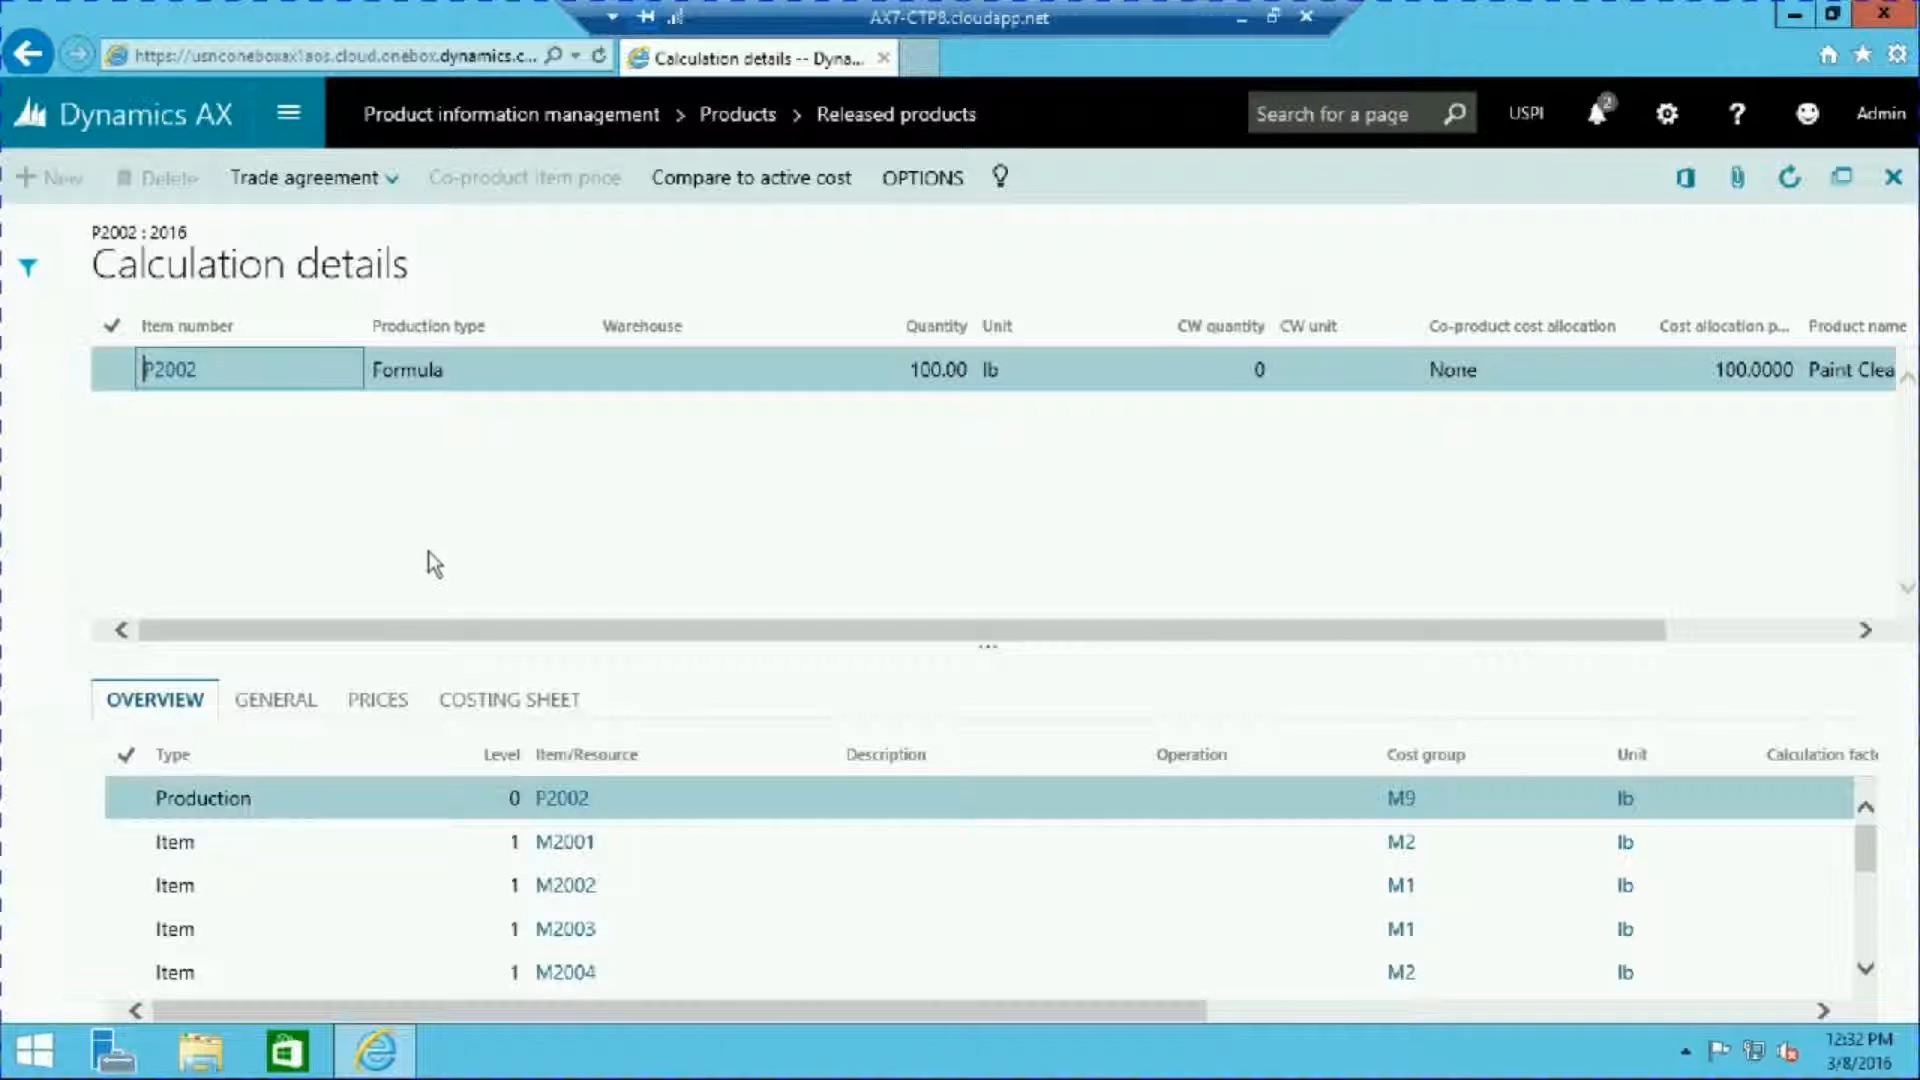 AX7-CTP8.cloudapp.net
https://usnconeboxax1aos.cloud.onebox.dynamics.c...
Calculation details -- Dyna...
Dynamics AX
Product information management > Products > Released products
Search for a page
USPI
2
?
Admin
+ New
Delete
Trade agreement
Co-product item price
Compare to active cost
OPTIONS
P2002 : 2016
Calculation details
Item number Production type Warehouse Quantity Unit CW quantity CW unit Co-product cost allocation Cost allocation p... Product name
P2002 Formula 100.00 lb 0 None 100.0000 Paint Clea
OVERVIEW GENERAL PRICES COSTING SHEET
Type Level Item/Resource Description Operation Cost group Unit Calculation facto
Production 0 P2002 M9 lb
Item 1 M2001 M2 lb
Item 1 M2002 M1 lb
Item 1 M2003 M1 lb
Item 1 M2004 M2 lb
12:32 PM
3/8/2016